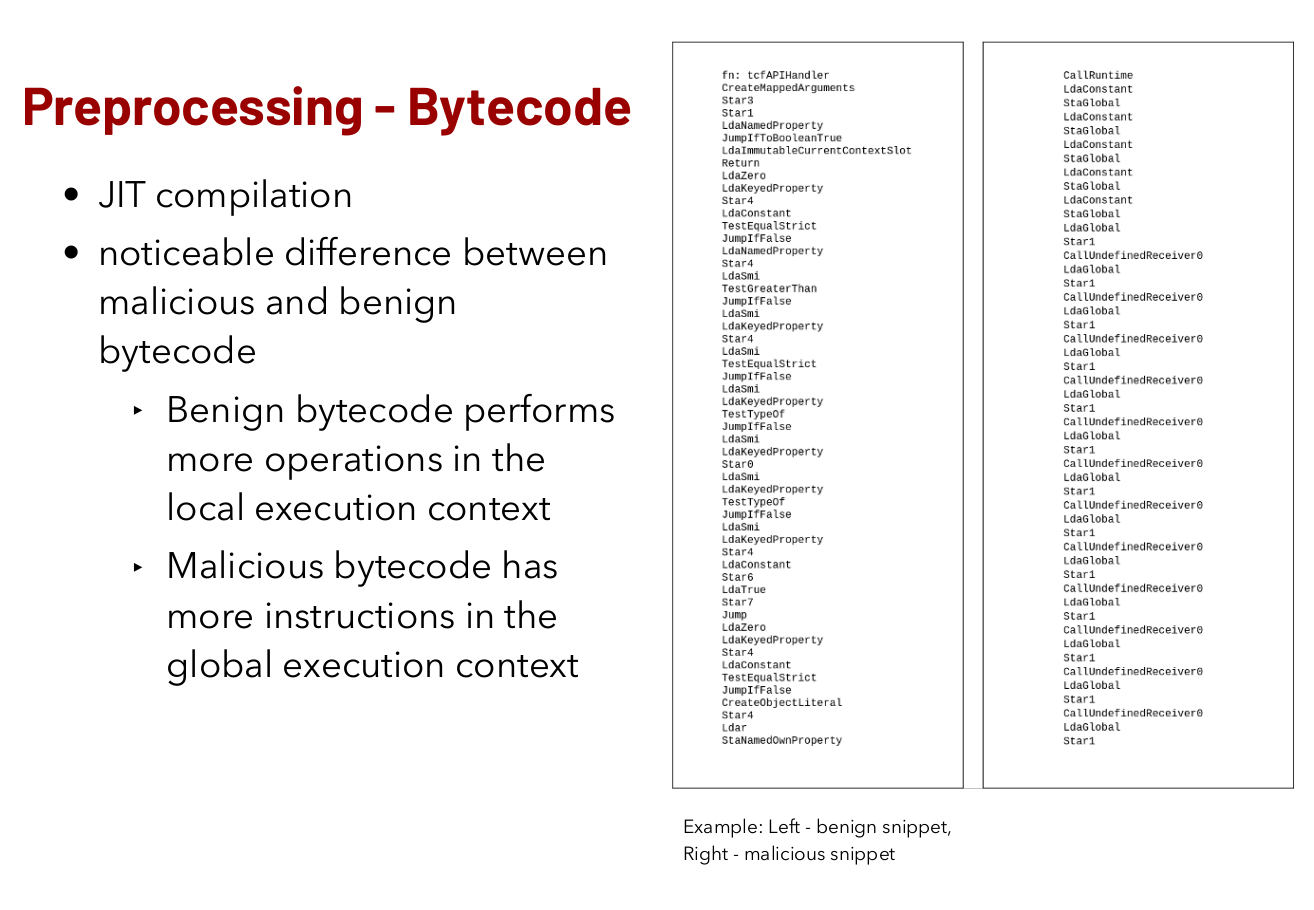 Preprocessing - Bytecode
• JIT compilation
• noticeable difference between
malicious and benign
bytecode
‣ Benign bytecode performs
more operations in the
local execution context
‣ Malicious bytecode has
more instructions in the
global execution context
fn: tcfAPIHandler
CreateMappedArguments
Star3
Star1
LdaNamedProperty
JumpIfToBooleanTrue
LdaImmutableCurrentContextSlot
Return
LdaZero
LdaKeyedProperty
Star4
LdaConstant
TestEqualStrict
JumpIfFalse
LdaNamedProperty
Star4
LdaSmi
TestGreaterThan
JumpIfFalse
LdaSmi
LdaKeyedProperty
Star4
LdaSmi
TestEqualStrict
JumpIfFalse
LdaSmi
LdaKeyedProperty
TestTypeOf
JumpIfFalse
LdaSmi
LdaKeyedProperty
Star0
LdaSmi
LdaKeyedProperty
TestTypeOf
JumpIfFalse
LdaSmi
LdaKeyedProperty
Star4
LdaConstant
Star6
LdaTrue
Star7
Jump
LdaZero
LdaKeyedProperty
Star4
LdaConstant
TestEqualStrict
JumpIfFalse
CreateObjectLiteral
Star4
Ldar
StaNamedOwnProperty
CallRuntime
LdaConstant
StaGlobal
LdaConstant
StaGlobal
LdaConstant
StaGlobal
LdaConstant
StaGlobal
LdaConstant
StaGlobal
LdaGlobal
Star1
CallUndefinedReceiver0
LdaGlobal
Star1
CallUndefinedReceiver0
LdaGlobal
Star1
CallUndefinedReceiver0
LdaGlobal
Star1
CallUndefinedReceiver0
LdaGlobal
Star1
CallUndefinedReceiver0
LdaGlobal
Star1
CallUndefinedReceiver0
LdaGlobal
Star1
CallUndefinedReceiver0
LdaGlobal
Star1
CallUndefinedReceiver0
LdaGlobal
Star1
CallUndefinedReceiver0
LdaGlobal
Star1
CallUndefinedReceiver0
LdaGlobal
Star1
CallUndefinedReceiver0
LdaGlobal
Star1
CallUndefinedReceiver0
LdaGlobal
Star1
Example: Left - benign snippet,
Right - malicious snippet